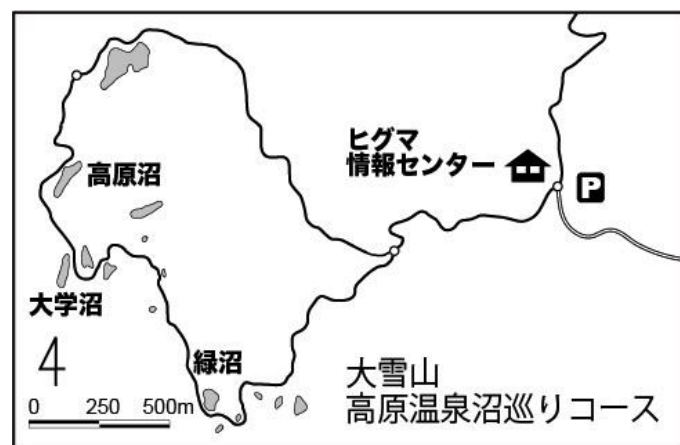 ヒグマ
情報センター
P
高原沼
大学沼
緑沼
0 250 500m
大雪山
高原温泉沼巡りコース